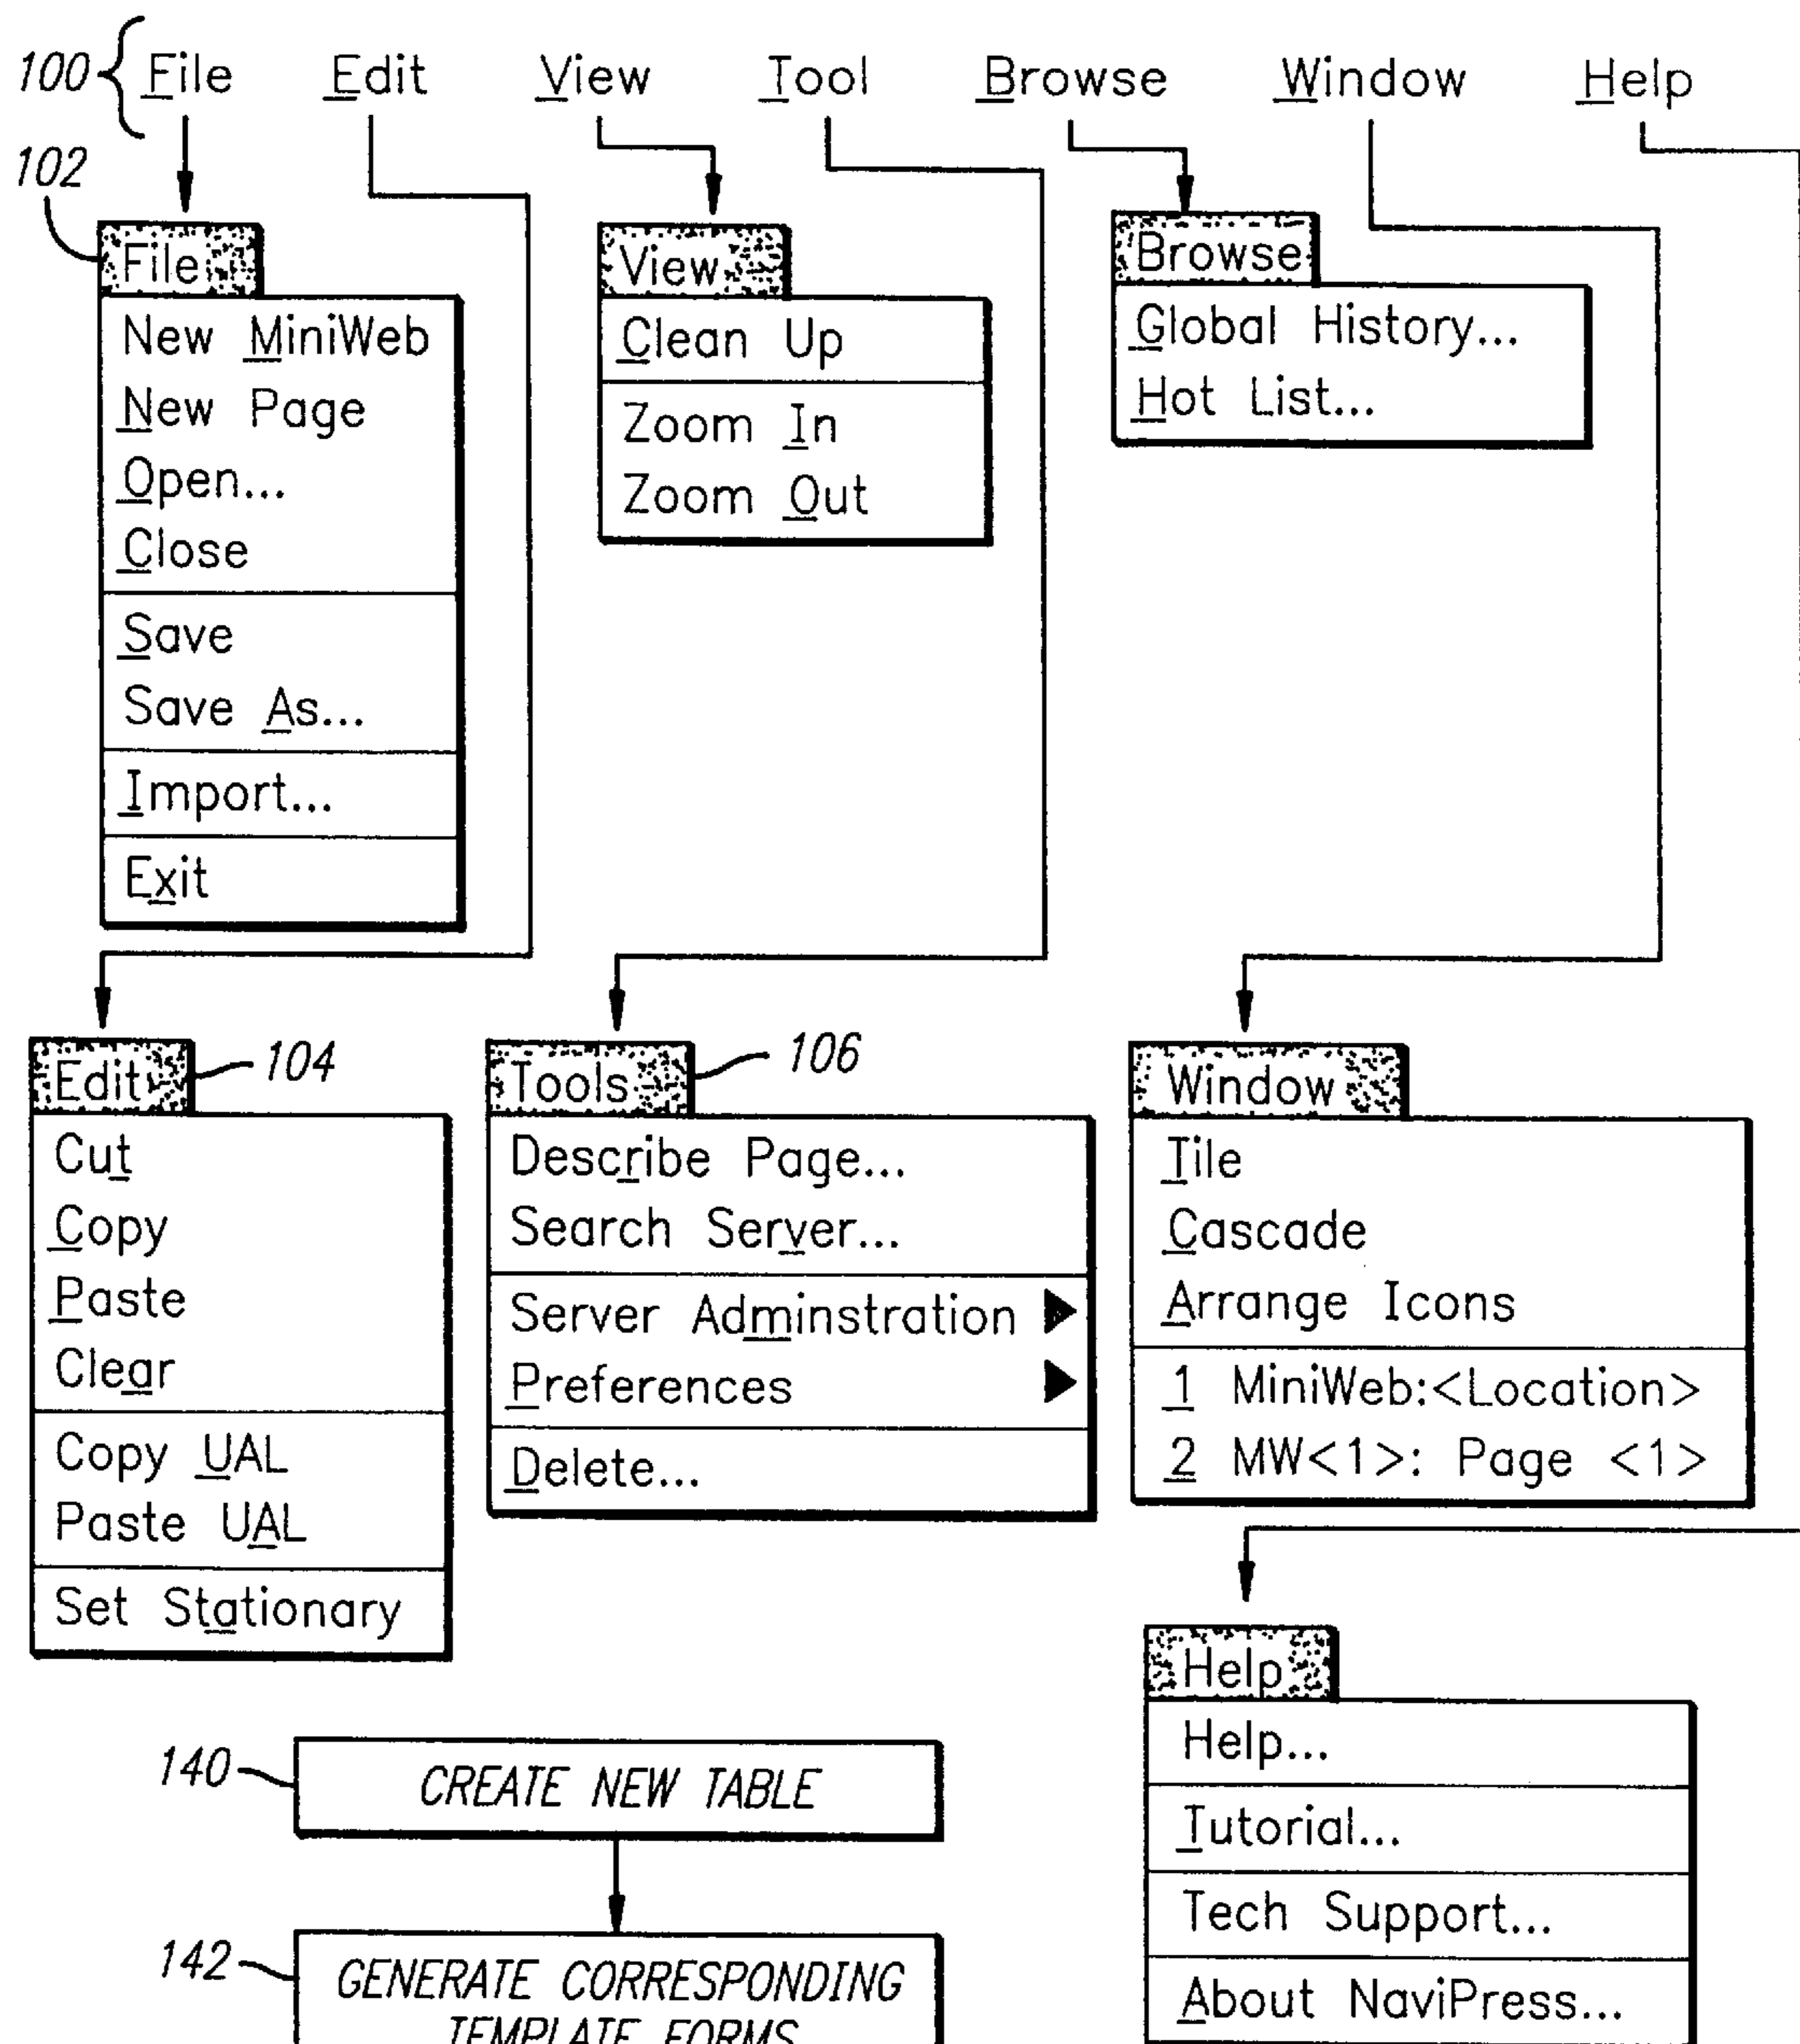 100 File Edit View Tool Browse Window Help
102
File
New MiniWeb
New Page
Open...
Close
Save
Save As...
Import...
Exit
View
Clean Up
Zoom In
Zoom Out
Browse
Global History...
Hot List...
Edit 104
Cut
Copy
Paste
Clear
Copy UAL
Paste UAL
Set Stationary
Tools 106
Describe Page...
Search Server...
Server Adminstration
Preferences
Delete...
Window
Tile
Cascade
Arrange Icons
1 MiniWeb:<Location>
2 MW<1>: Page <1>
Help
Help...
Tutorial...
Tech Support...
About NaviPress...
140 CREATE NEW TABLE
142 GENERATE CORRESPONDING
TEMPLATE FORMS